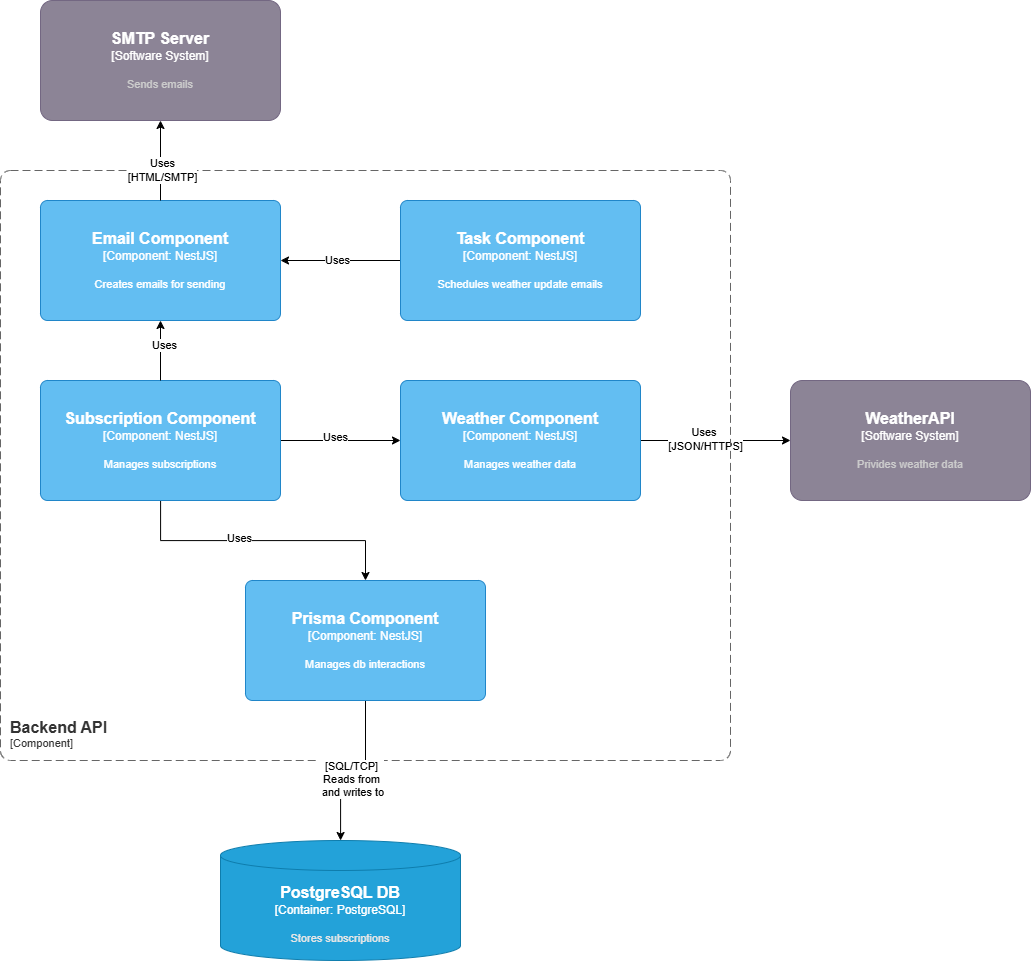 SMTP Server
[Software System]
Sends emails
Uses
[HTML/SMTP]
Email Component
[Component: NestJS]
Creates emails for sending
Uses
Task Component
[Component: NestJS]
Schedules weather update emails
Uses
Subscription Component
[Component: NestJS]
Manages subscriptions
Uses
Weather Component
[Component: NestJS]
Manages weather data
Uses
[JSON/HTTPS]
WeatherAPI
[Software System]
Privides weather data
Uses
Prisma Component
[Component: NestJS]
Manages db interactions
Backend API
[Component]
[SQL/TCP]
Reads from
and writes to
PostgreSQL DB
[Container: PostgreSQL]
Stores subscriptions